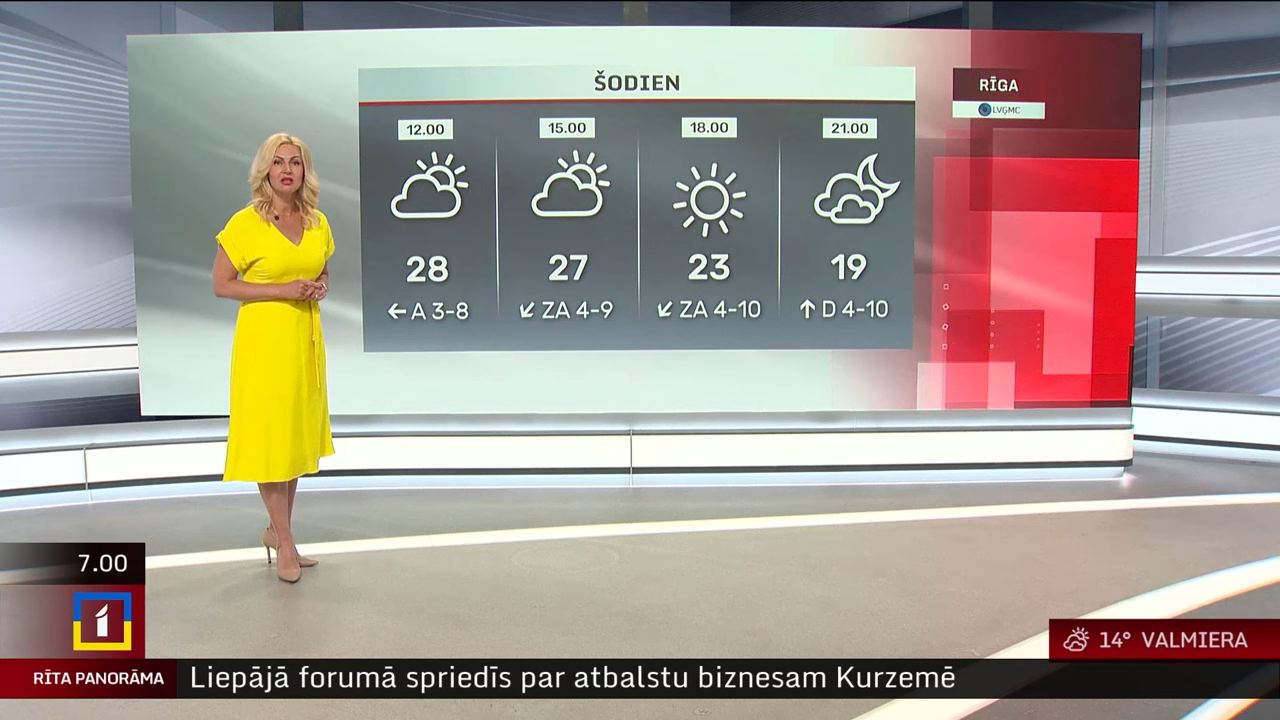 ŠODIEN
RĪGA
LVĢMC
12.00 15.00 18.00 21.00
28 27 23 19
←A 3-8 ↙ ZA 4-9 ↙ ZA 4-10 ↑ D 4-10
7.00
1
14° VALMIERA
RĪTA PANORĀMA Liepājā forumā spriedīs par atbalstu biznesam Kurzemē